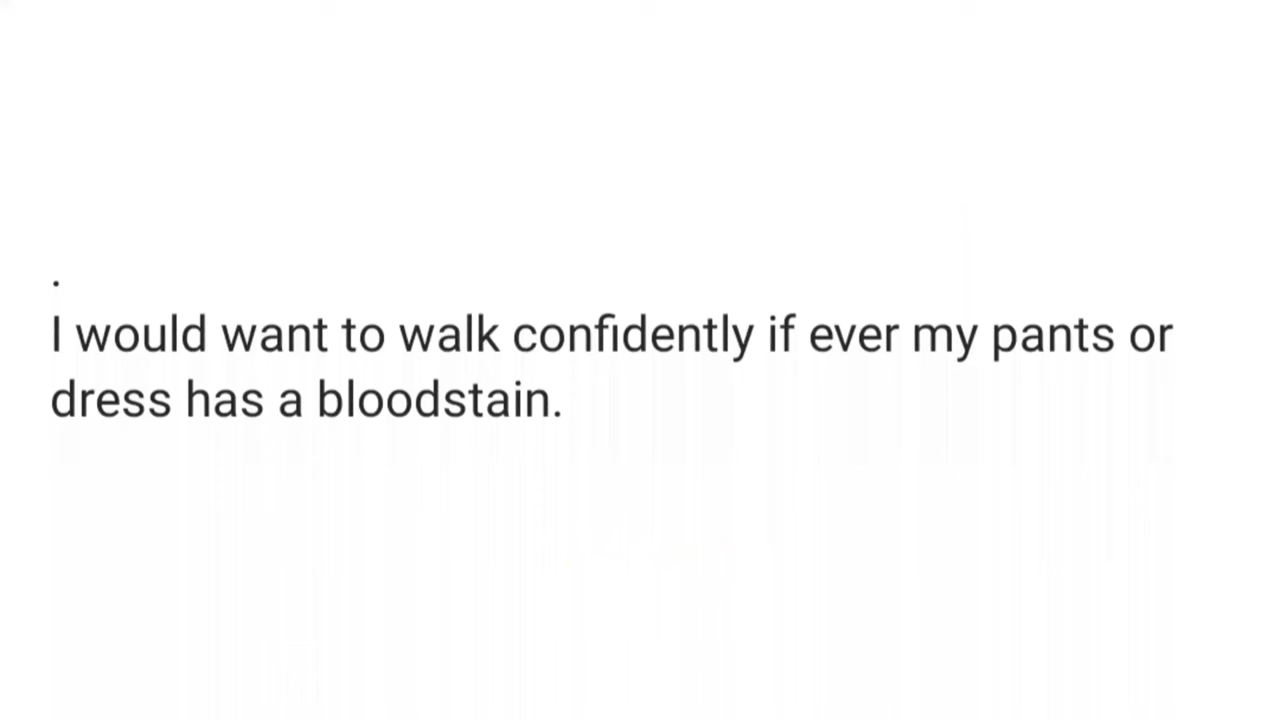 .
I would want to walk confidently if ever my pants or
dress has a bloodstain.